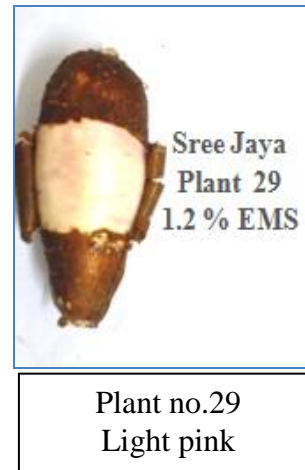 Sree Jaya
Plant 29
1.2 % EMS
Plant no.29
Light pink